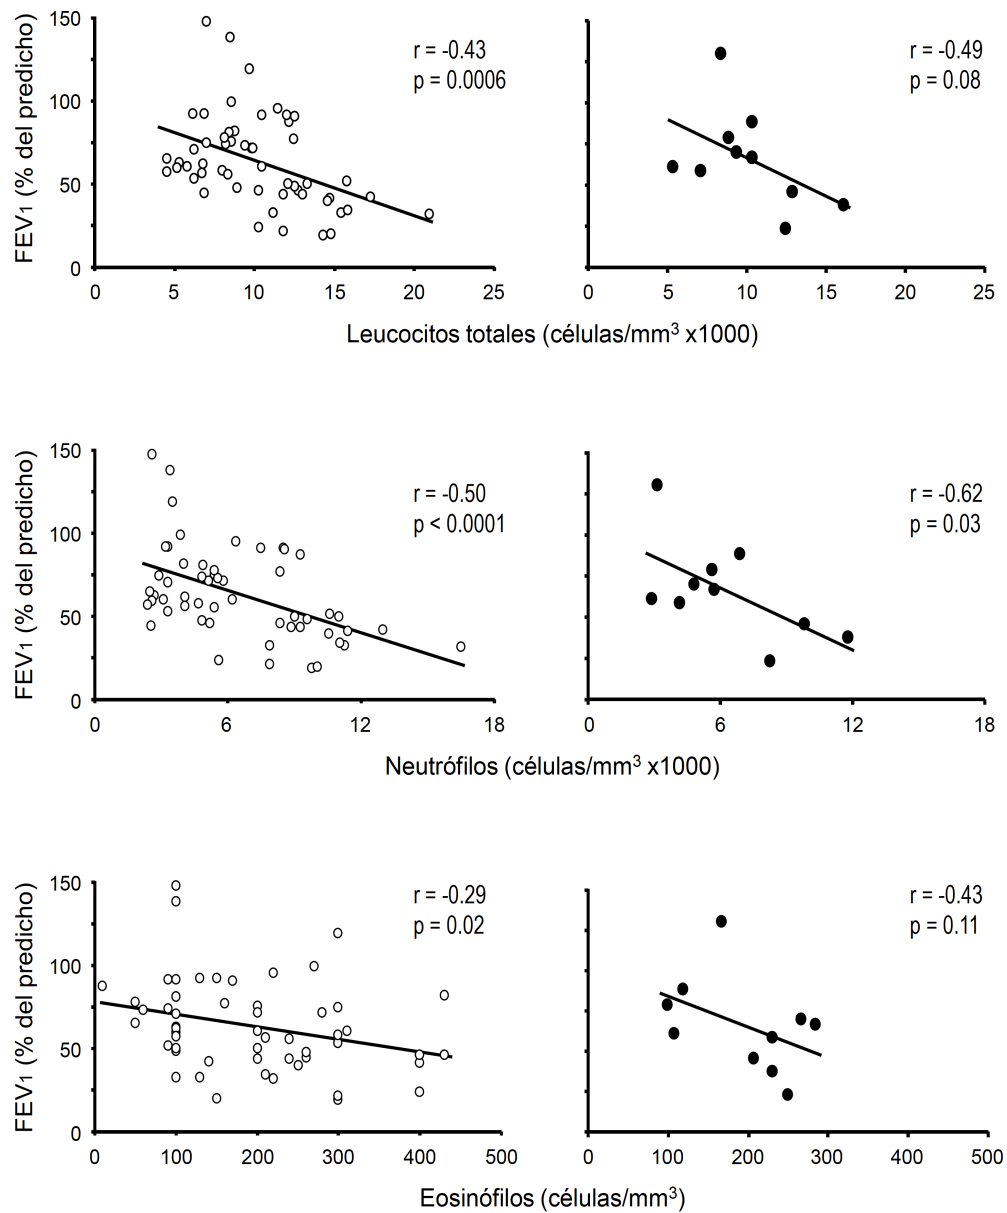 150
100
50
0
FEV1 (% del predicho)
r = -0.43
p = 0.0006
r = -0.49
p = 0.08
0 5 10 15 20 25
0 5 10 15 20 25
Leucocitos totales (células/mm³ x1000)
150
100
50
0
FEV1 (% del predicho)
r = -0.50
p < 0.0001
r = -0.62
p = 0.03
0 6 12 18
0 6 12 18
Neutrófilos (células/mm³ x1000)
150
100
50
0
FEV1 (% del predicho)
r = -0.29
p = 0.02
r = -0.43
p = 0.11
0 100 200 300 400 500
0 100 200 300 400 500
Eosinófilos (células/mm³)